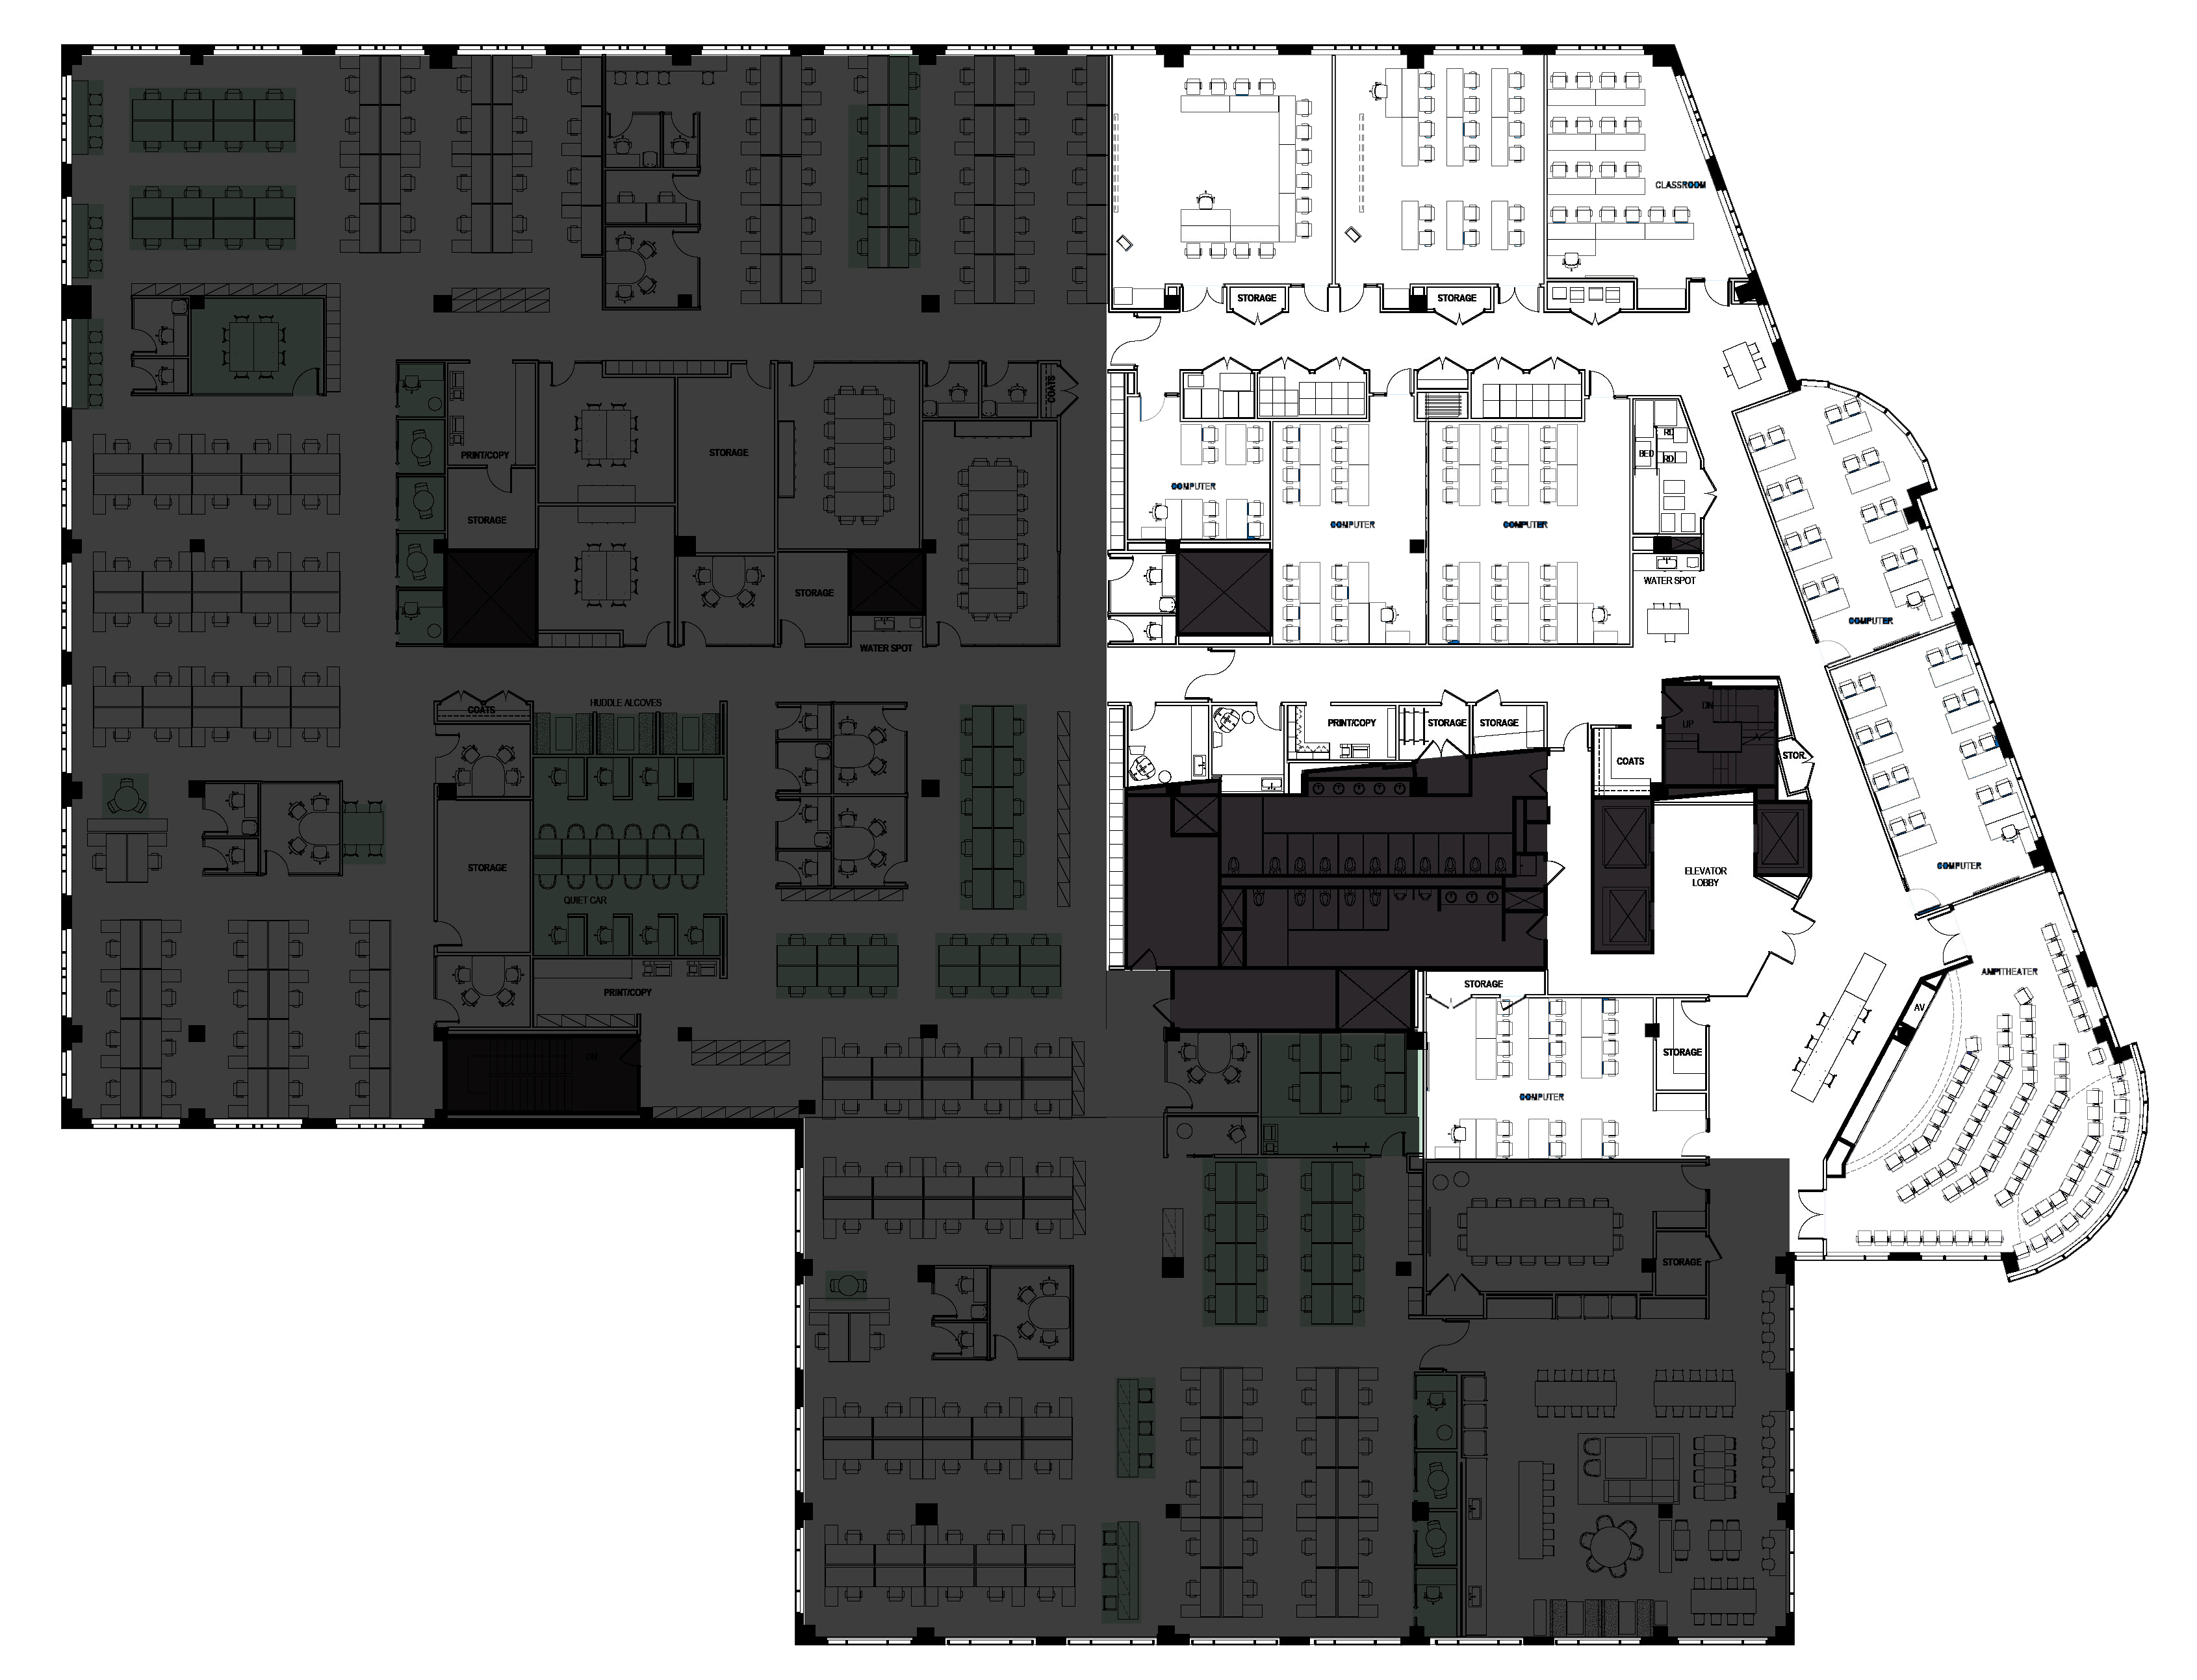 CLASSROOM
STORAGE
STORAGE
COATS
PRINT/COPY
STORAGE
STORAGE
COMPUTER
COMPUTER
COMPUTER
BED
RD
WATER SPOT
STORAGE
WATER SPOT
COMPUTER
COATS
HUDDLE ALCOVES
PRINT/COPY
STORAGE
STORAGE
DN
UP
COATS
STOR.
STORAGE
QUIET CAR
ELEVATOR
LOBBY
COMPUTER
PRINT/COPY
STORAGE
AMPITHEATER
AV
DN
STORAGE
COMPUTER
STORAGE